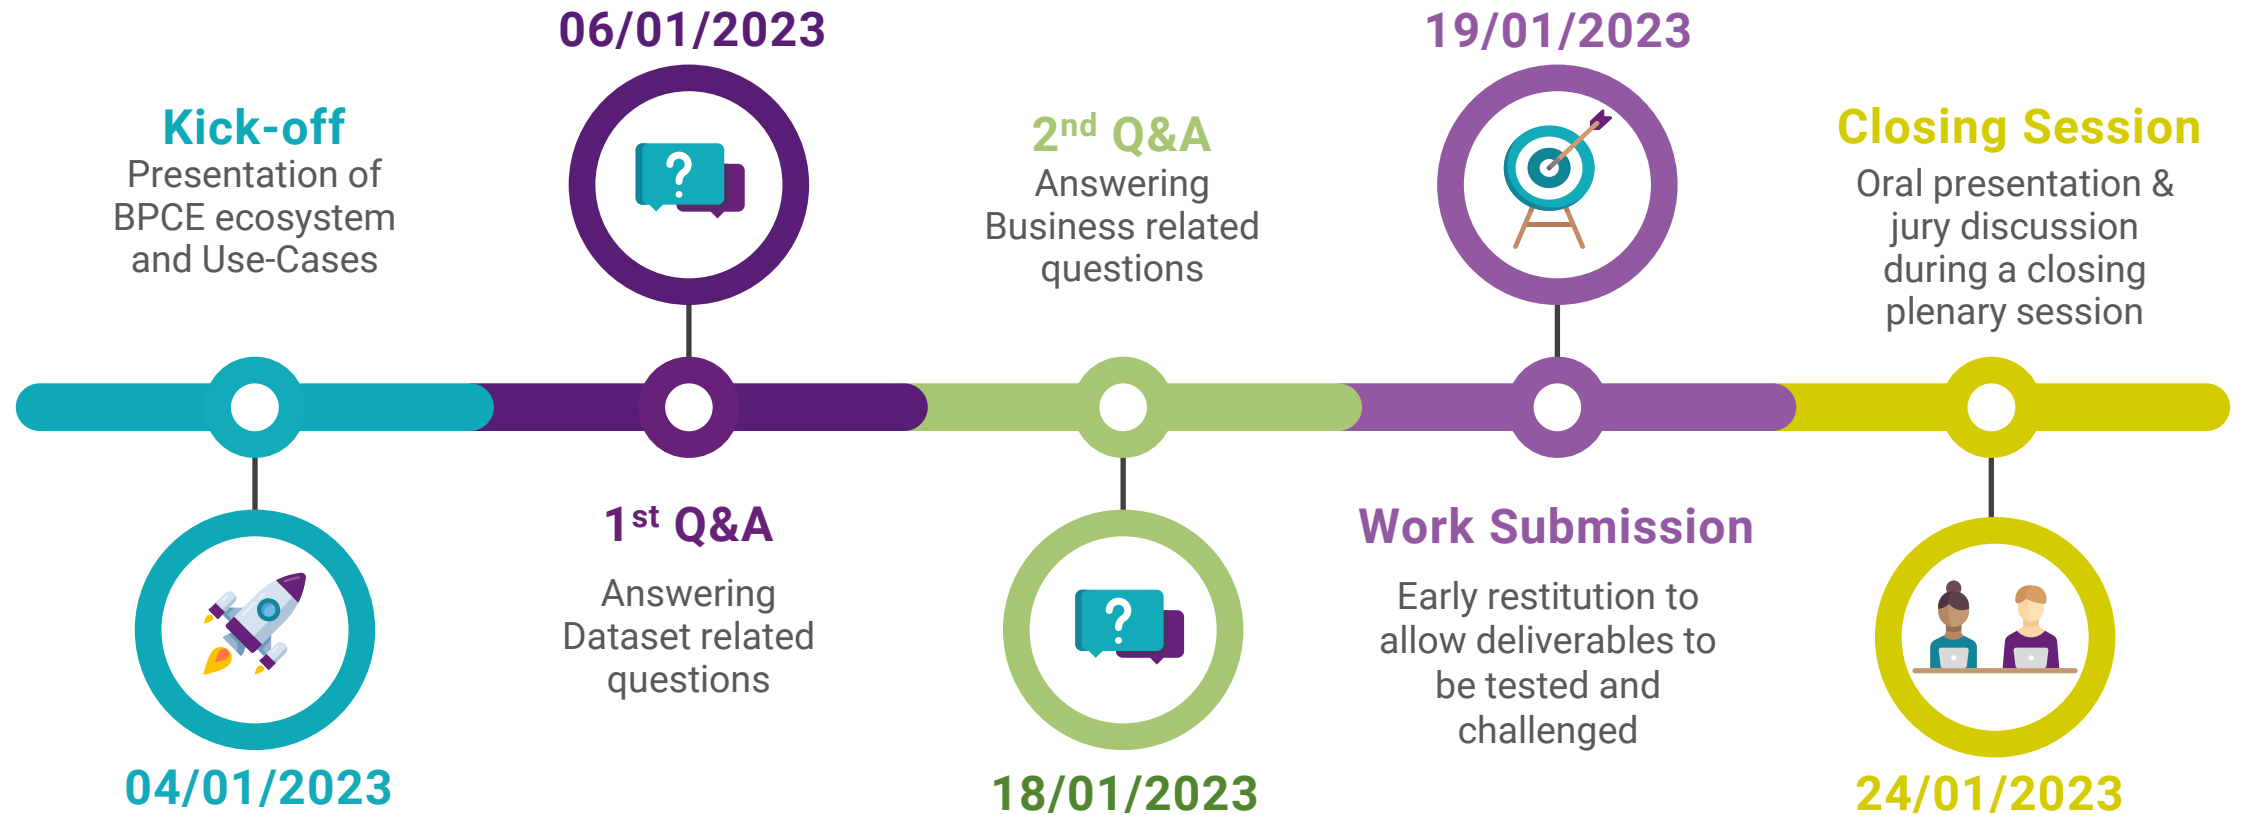 Kick-off
Presentation of
BPCE ecosystem
and Use-Cases
04/01/2023
06/01/2023
1st Q&A
Answering
Dataset related
questions
2nd Q&A
Answering
Business related
questions
18/01/2023
19/01/2023
Work Submission
Early restitution to
allow deliverables to
be tested and
challenged
Closing Session
Oral presentation &
jury discussion
during a closing
plenary session
24/01/2023
?
?